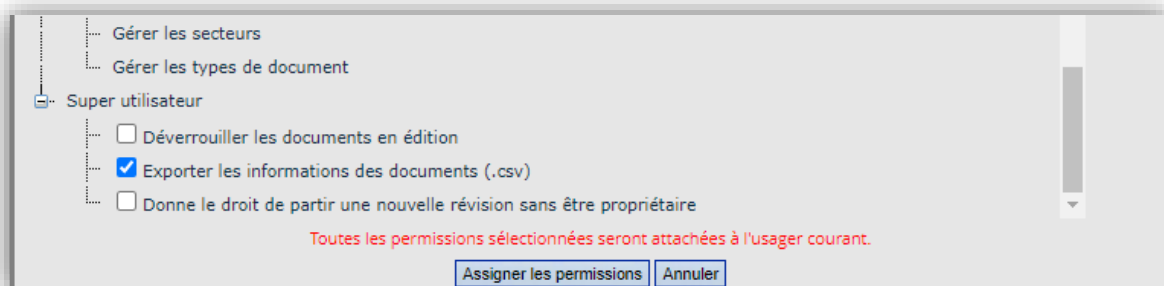 Gérer les secteurs
Gérer les types de document
Super utilisateur
Déverrouiller les documents en édition
Exporter les informations des documents (.csv)
Donne le droit de partir une nouvelle révision sans être propriétaire
Toutes les permissions sélectionnées seront attachées à l'usager courant.
Assigner les permissions Annuler